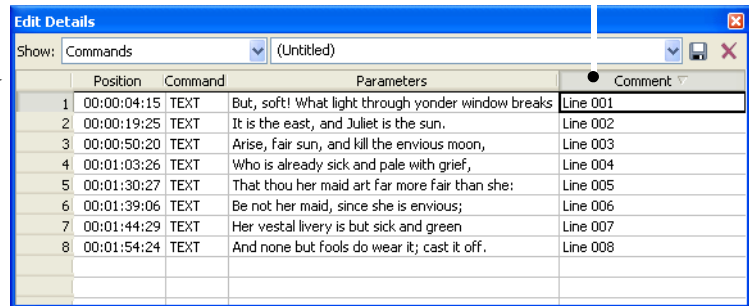 Edit Details
Show: Commands (Untitled)
Position Command Parameters Comment
1 00:00:04:15 TEXT But, soft! What light through yonder window breaks Line 001
2 00:00:19:25 TEXT It is the east, and Juliet is the sun. Line 002
3 00:00:50:20 TEXT Arise, fair sun, and kill the envious moon, Line 003
4 00:01:03:26 TEXT Who is already sick and pale with grief, Line 004
5 00:01:30:27 TEXT That thou her maid art far more fair than she: Line 005
6 00:01:39:06 TEXT Be not her maid, since she is envious; Line 006
7 00:01:44:29 TEXT Her vestal livery is but sick and green Line 007
8 00:01:54:24 TEXT And none but fools do wear it; cast it off. Line 008